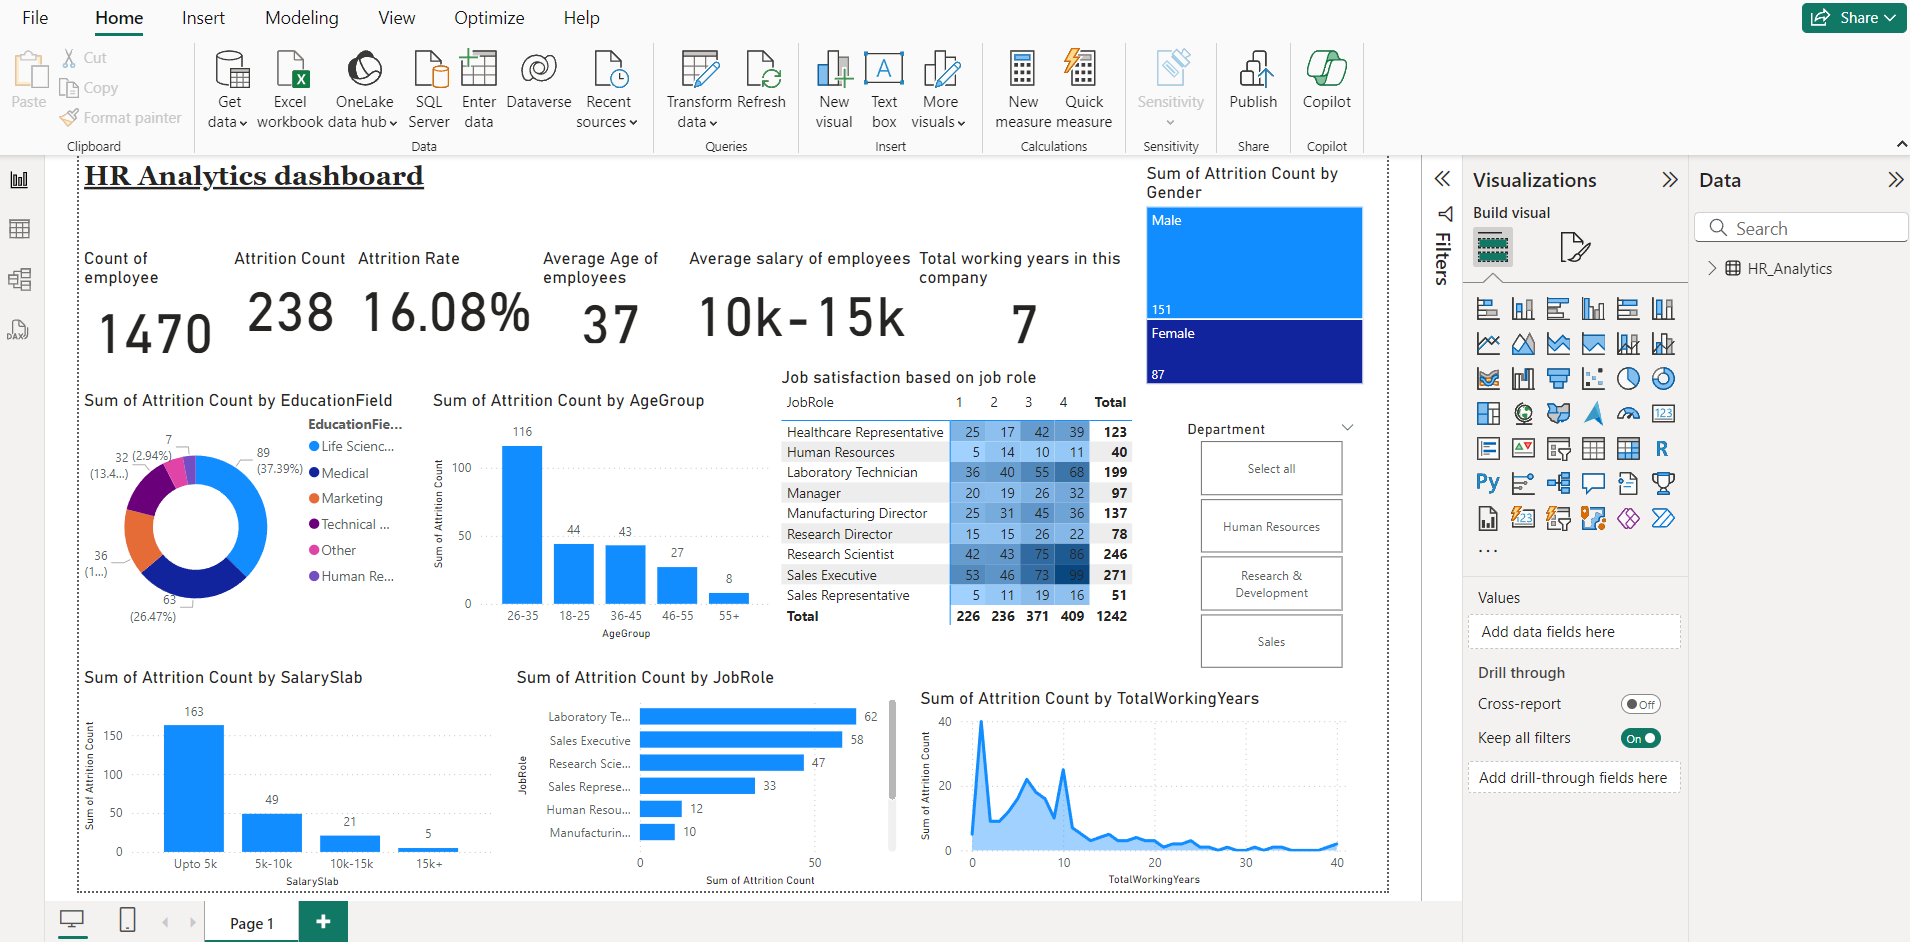 File Home Insert Modeling View Optimize Help
Share
Paste
Cut
Copy
Format painter
Get data
Excel workbook
OneLake data hub
SQL Server
Enter data
Dataverse
Recent sources
Transform data
Refresh
New visual
Text box
More visuals
New measure
Quick measure
Sensitivity
Publish
Copilot
Clipboard
Data
Queries
Insert
Calculations
Sensitivity
Share
Copilot
DAX
HR Analytics dashboard
Count of
employee
1470
Attrition Count
238
Attrition Rate
16.08%
Average Age of
employees
37
Average salary of employees
10k-15k
Total working years in this
company
7
Sum of Attrition Count by
Gender
Male
151
Female
87
Sum of Attrition Count by EducationField
7
(2.94%)
32
(13.4...)
36
(1...)
63
(26.47%)
89
(37.39%)
EducationFie...
Life Scienc...
Medical
Marketing
Technical ...
Other
Human Re...
Sum of Attrition Count by AgeGroup
Sum of Attrition Count
100
50
0
116
44
43
27
8
26-35 18-25 36-45 46-55 55+
AgeGroup
Job satisfaction based on job role
JobRole 1 2 3 4 Total
Healthcare Representative 25 17 42 39 123
Human Resources 5 14 10 11 40
Laboratory Technician 36 40 55 68 199
Manager 20 19 26 32 97
Manufacturing Director 25 31 45 36 137
Research Director 15 15 26 22 78
Research Scientist 42 43 75 86 246
Sales Executive 53 46 73 99 271
Sales Representative 5 11 19 16 51
Total 226 236 371 409 1242
Department
Select all
Human Resources
Research &
Development
Sales
Sum of Attrition Count by SalarySlab
Sum of Attrition Count
150
100
50
0
163
49
21
5
Upto 5k 5k-10k 10k-15k 15k+
SalarySlab
Sum of Attrition Count by JobRole
JobRole
Laboratory Te... 62
Sales Executive 58
Research Scie... 47
Sales Represe... 33
Human Resou... 12
Manufacturin... 10
0 50
Sum of Attrition Count
Sum of Attrition Count by TotalWorkingYears
Sum of Attrition Count
40
20
0
0 10 20 30 40
TotalWorkingYears
Page 1
+
Filters
Visualizations
Build visual
123
R
Py
123
...
Values
Add data fields here
Drill through
Cross-report
Off
Keep all filters
On
Add drill-through fields here
Data
Search
HR_Analytics